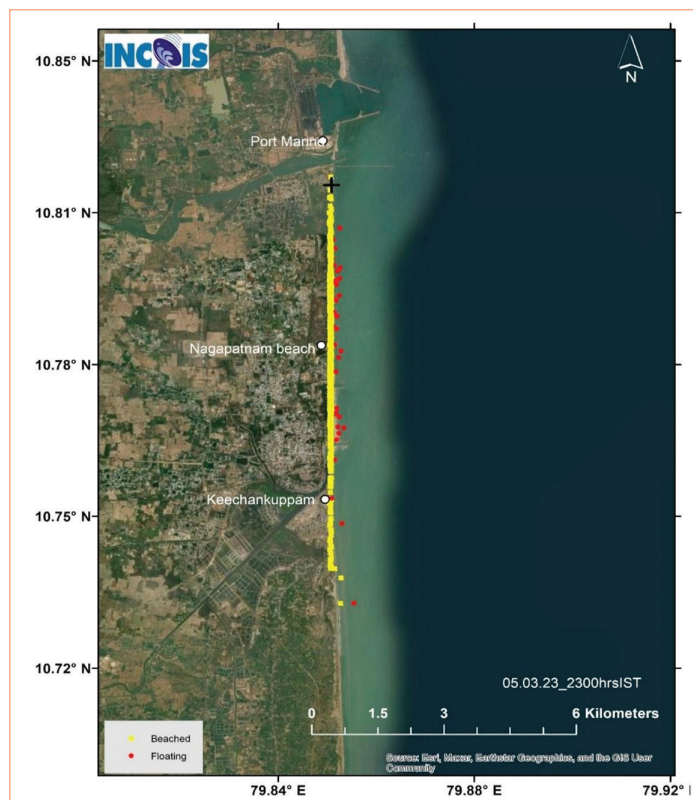 INCOIS
N
10.85° N
Port Marina
10.81° N
Nagapatnam beach
10.78° N
Keechankuppam
10.75° N
10.72° N
05.03.23_2300hrsIST
0 1.5 3 6 Kilometers
Beached
Floating
Source: Esri, Maxar, Earthstar Geographics, and the GIS User
Community
79.84° E
79.88° E
79.92° E